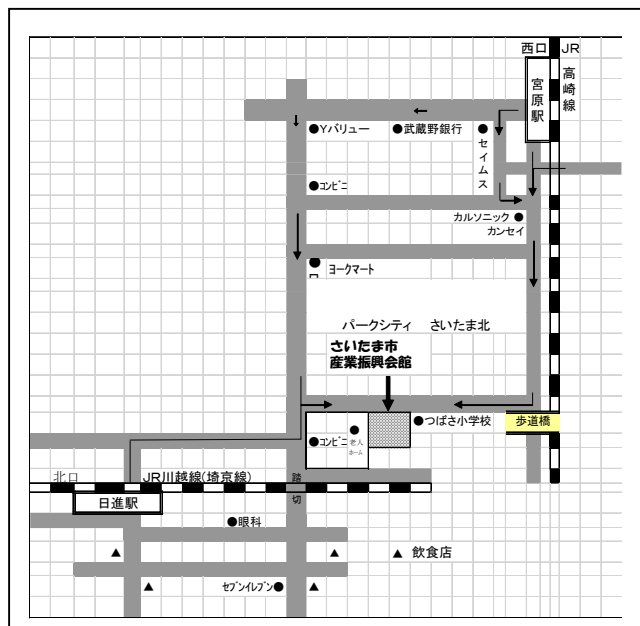 西口 JR
高崎線
宮原駅
●Yバリュー
●武蔵野銀行
●セイムス
●コンビニ
カルソニック●
カンセイ
●
ヨークマート
パークシティ さいたま北
さいたま市
産業振興会館
●つばさ小学校
歩道橋
●コンビニ
●老人ホーム
北口
JR川越線(埼京線)
踏切
日進駅
●眼科
▲ 飲食店
セブンイレブン●